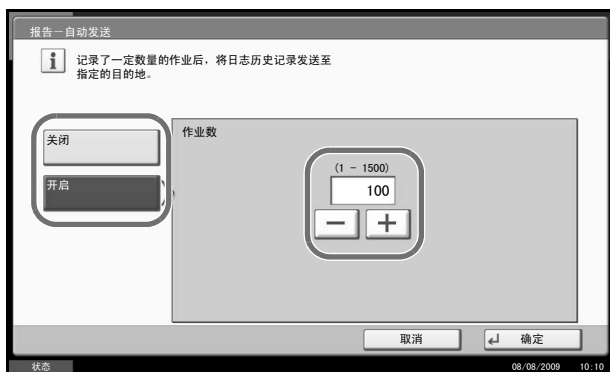 报告－自动发送
i
记录了一定数量的作业后，将日志历史记录发送至
指定的目的地。
关闭
开启
作业数
(1 - 1500)
100
－ ＋
取消 确定
状态 08/08/2009 10:10